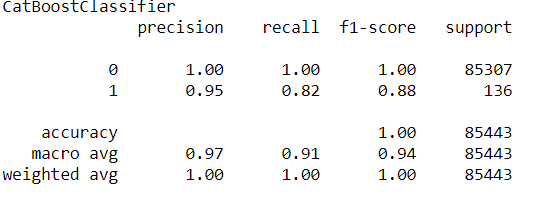 CatBoostClassifier
precision recall f1-score support
0 1.00 1.00 1.00 85307
1 0.95 0.82 0.88 136
accuracy 1.00 85443
macro avg 0.97 0.91 0.94 85443
weighted avg 1.00 1.00 1.00 85443